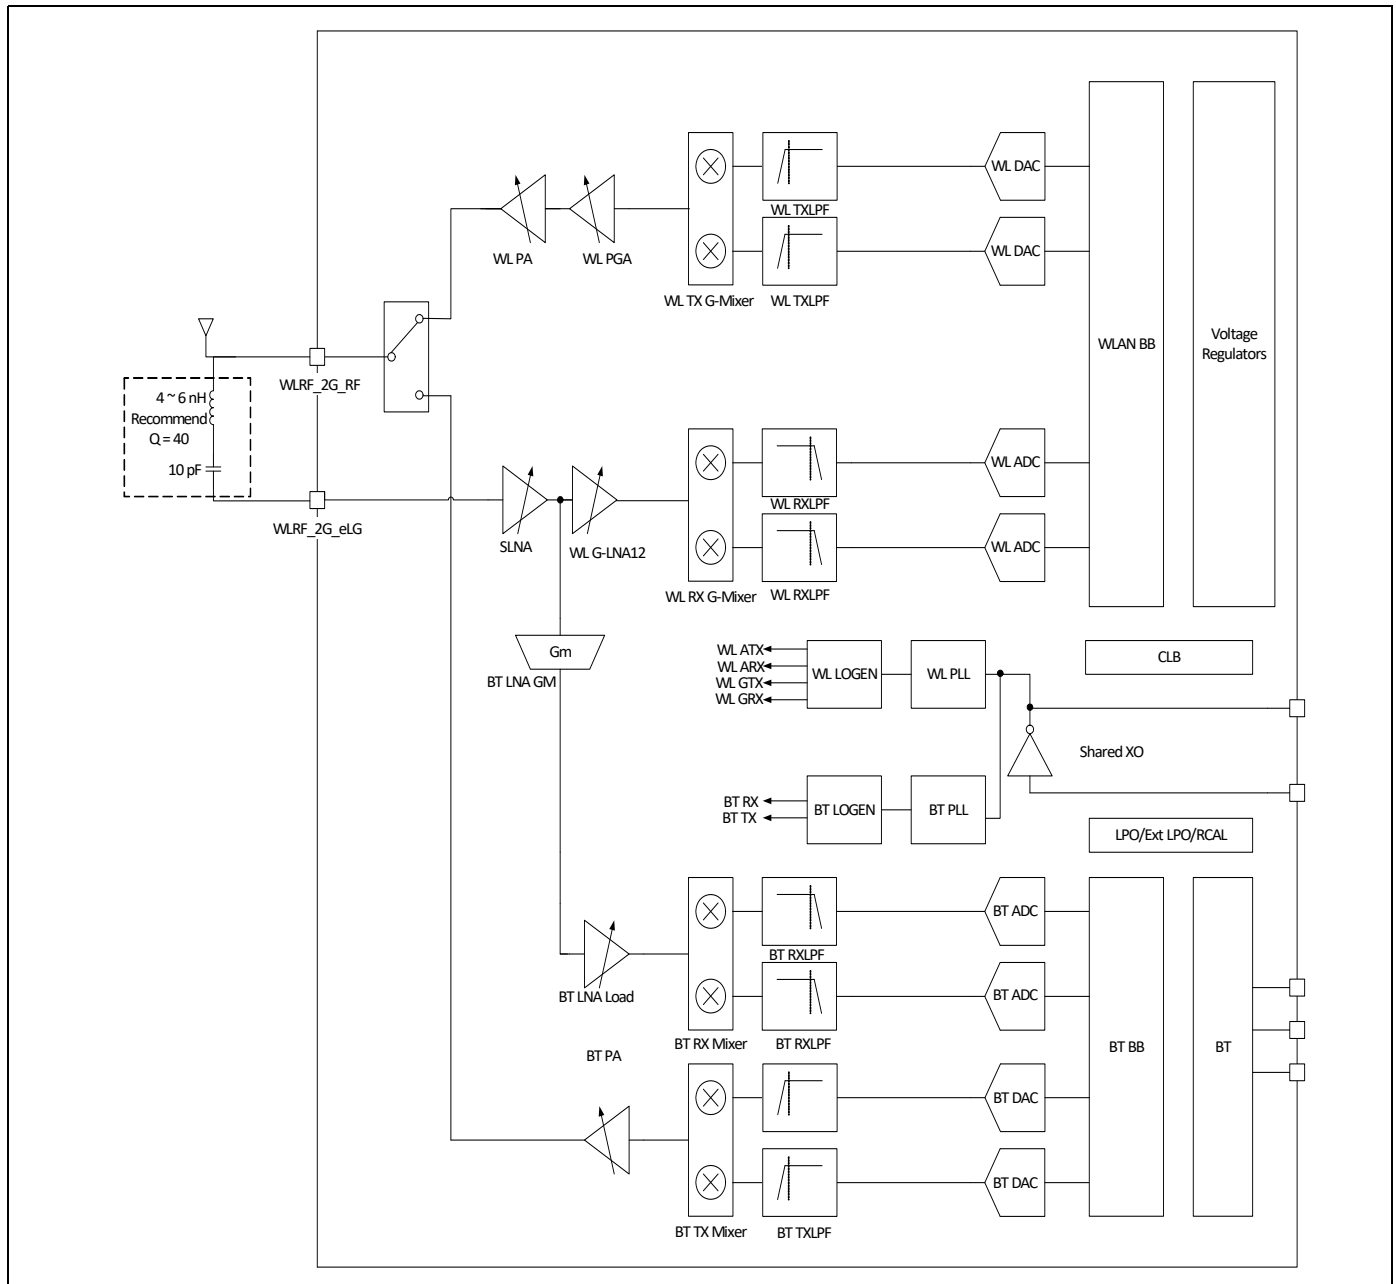 WL DAC
WL TXLPF
WL DAC
WL PA
WL PGA
WL TX G-Mixer
WL TXLPF
WLAN BB
Voltage
Regulators
WLRF_2G_RF
4 ~ 6 nH
Recommend
Q = 40
10 pF
WLRF_2G_eLG
SLNA
WL G-LNA12
WL ADC
WL RXLPF
WL ADC
WL RX G-Mixer
WL RXLPF
Gm
BT LNA GM
WL ATX
WL ARX
WL GTX
WL GRX
WL LOGEN
WL PLL
CLB
Shared XO
BT RX
BT TX
BT LOGEN
BT PLL
LPO/Ext LPO/RCAL
BT ADC
BT RXLPF
BT ADC
BT LNA Load
BT RX Mixer
BT RXLPF
BT PA
BT BB
BT
BT DAC
BT DAC
BT TX Mixer
BT TXLPF